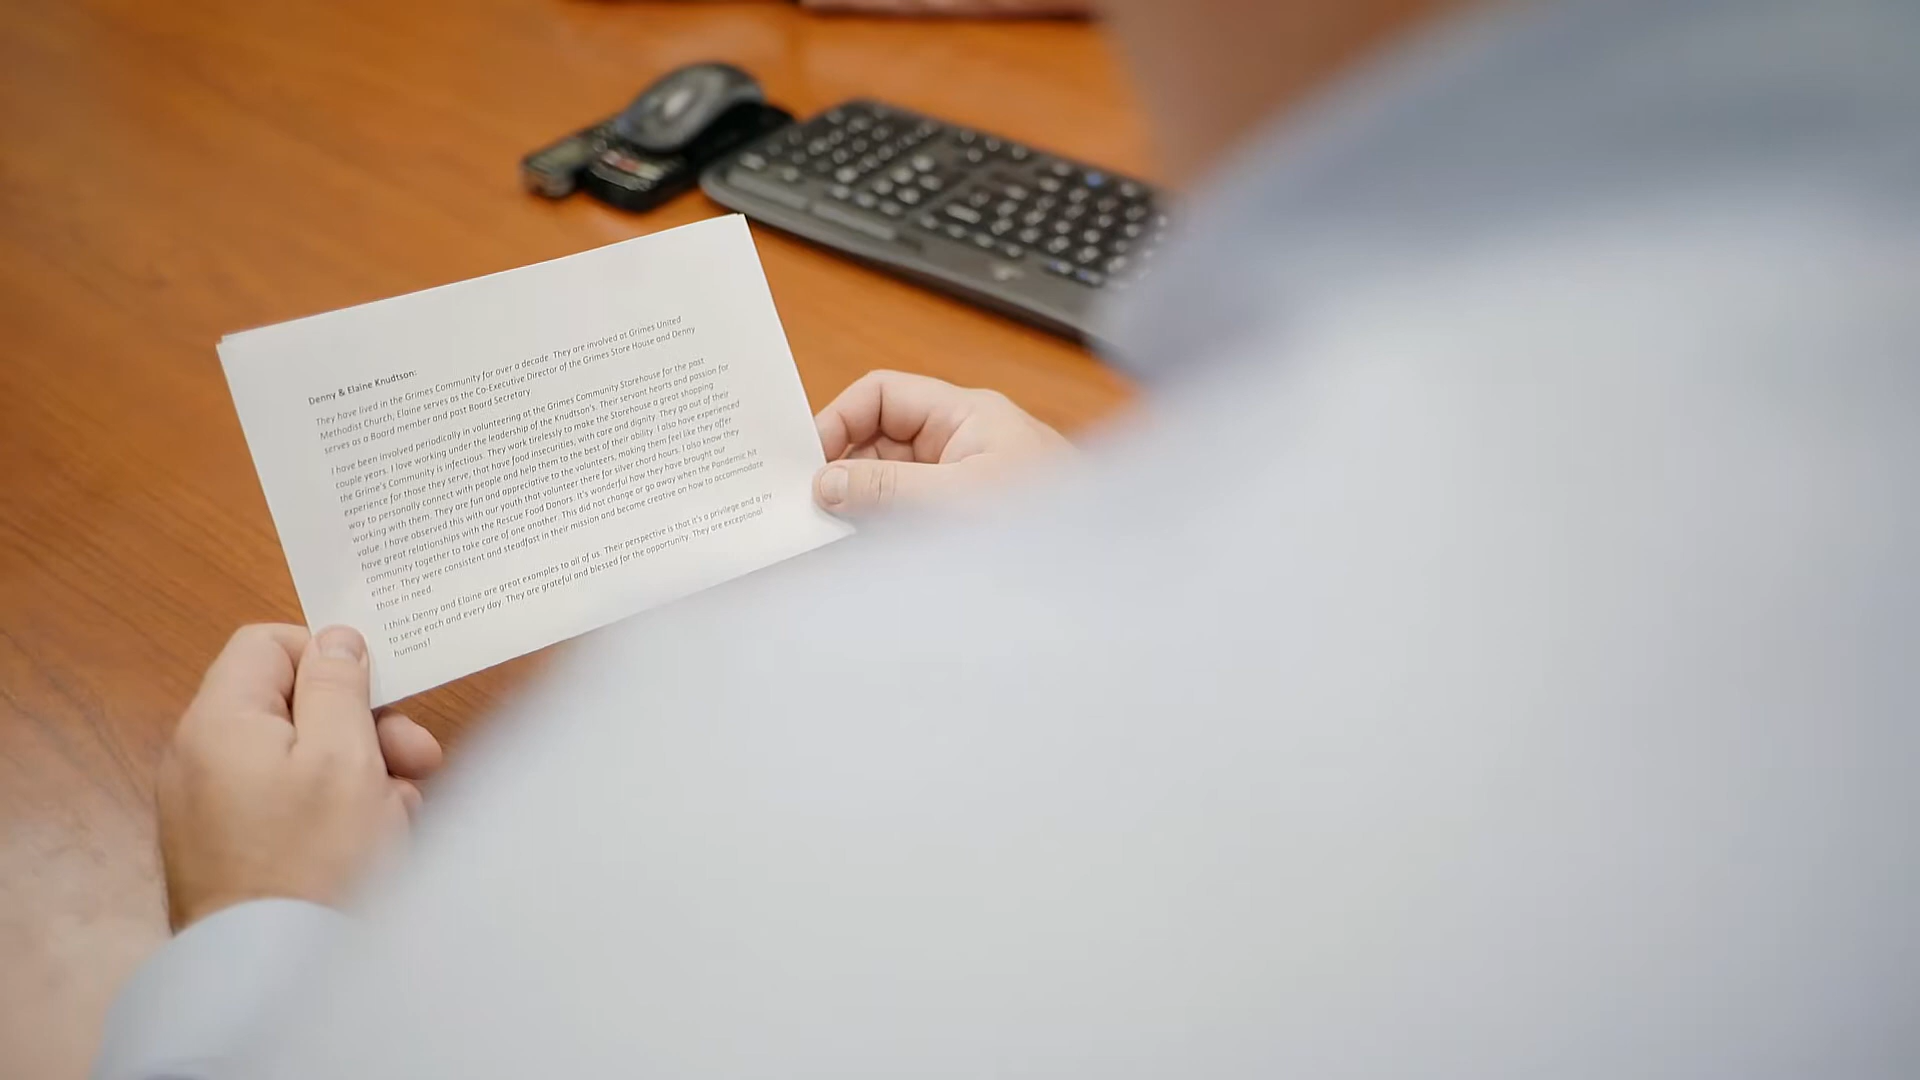 Denny & Elaine Knudtson:
They have lived in the Grimes Community for over a decade. They are involved at Grimes United
Methodist Church, Elaine serves as the Co-Executive Director of the Grimes Store House and Denny
serves as a Board member and past Board Secretary
I have been involved periodically in volunteering at the Grimes Community Storehouse for the past
couple years. I love working under the leadership of the Knudtson's. Their servant hearts and passion for
the Grime's Community is infectious. They work tirelessly to make the Storehouse a great shopping
experience for those they serve, that have food insecurities, with care and dignity. They go out of their
way to personally connect with people and help them to the best of their ability. I also have experienced
working with them. They are fun and appreciative to the volunteers, making them feel like they offer
value. I have observed this with our youth that volunteer there for silver chord hours. I also know they
have great relationships with the Rescue Food Donors. It's wonderful how they have brought our
community together to take care of one another. This did not change or go away when the Pandemic hit
either. They were consistent and steadfast in their mission and became creative on how to accommodate
those in need.
I think Denny and Elaine are great examples to all of us. Their perspective is that it's a privilege and a joy
to serve each and every day. They are grateful and blessed for the opportunity. They are exceptional
humans!